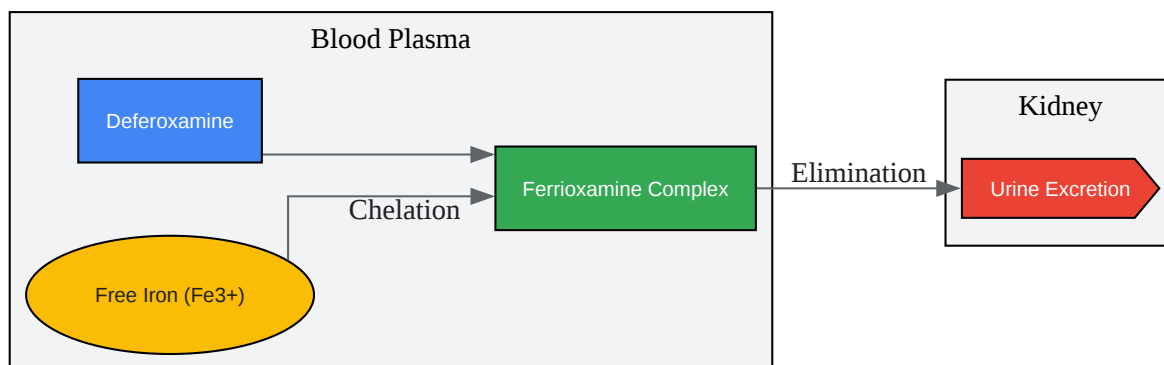 Blood Plasma
Deferoxamine
Ferrioxamine Complex
Chelation
Free Iron (Fe3+)
Elimination
Kidney
Urine Excretion